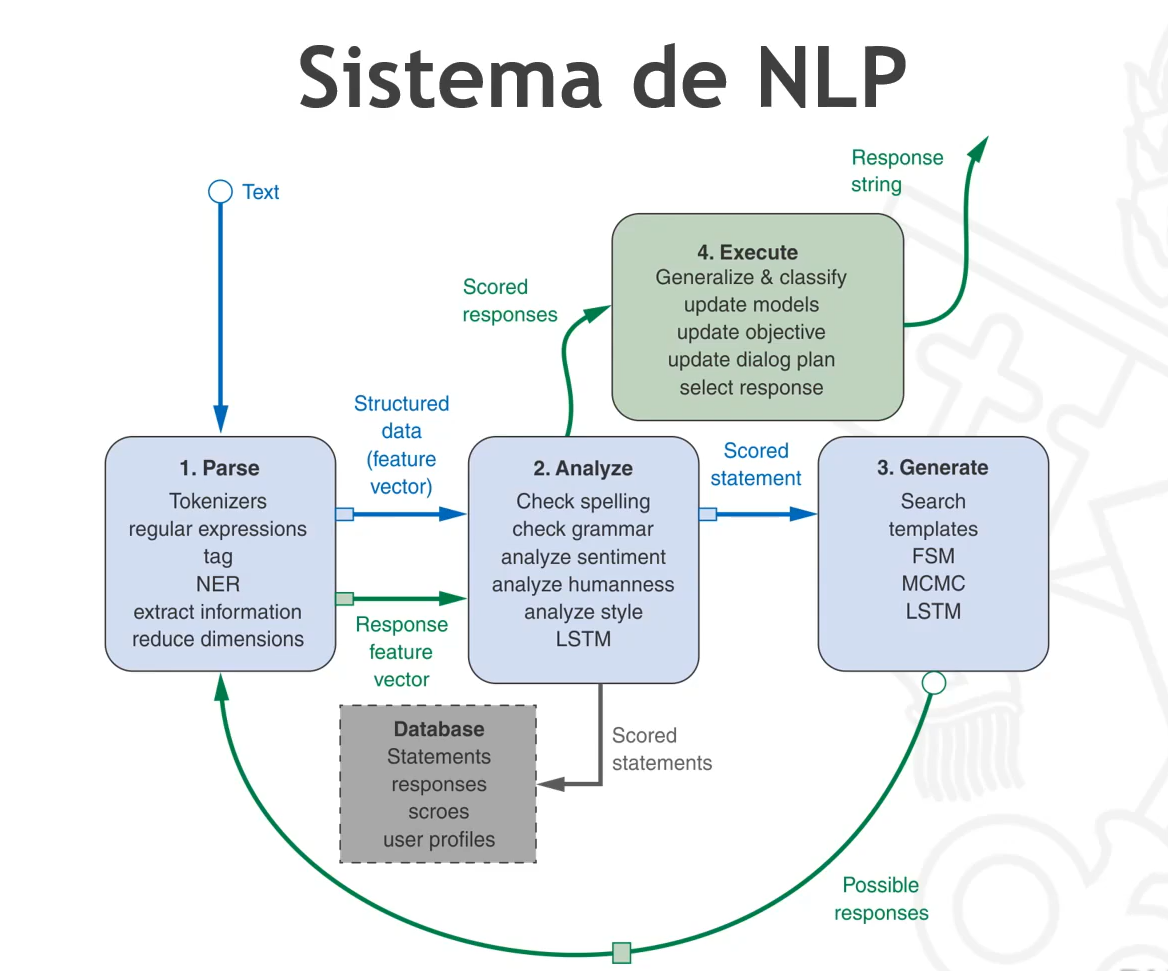 Sistema de NLP
Text
Response
string
4. Execute
Generalize & classify
update models
update objective
update dialog plan
select response
Scored
responses
Structured
data
(feature
vector)
Scored
statement
1. Parse
Tokenizers
regular expressions
tag
NER
extract information
reduce dimensions
2. Analyze
Check spelling
check grammar
analyze sentiment
analyze humanness
analyze style
LSTM
3. Generate
Search
templates
FSM
MCMC
LSTM
Response
feature
vector
Database
Statements
responses
scroes
user profiles
Scored
statements
Possible
responses